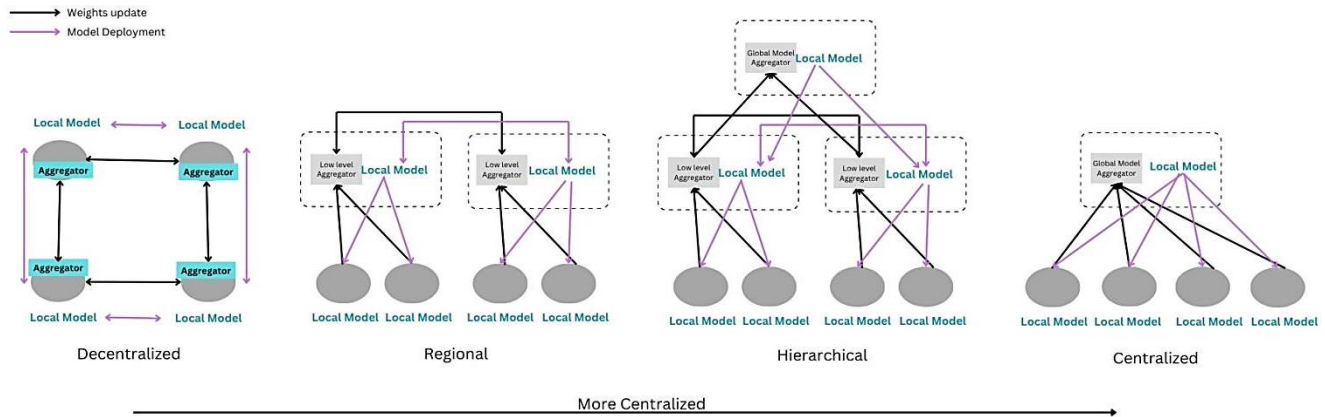 Weights update
Model Deployment
Local Model
Local Model
Aggregator
Aggregator
Aggregator
Aggregator
Local Model
Local Model
Decentralized
Low level
Aggregator
Local Model
Low level
Aggregator
Local Model
Local Model
Local Model
Local Model
Local Model
Regional
Global Model
Aggregator
Local Model
Low level
Aggregator
Local Model
Low level
Aggregator
Local Model
Local Model
Local Model
Local Model
Local Model
Hierarchical
Global Model
Aggregator
Local Model
Local Model
Local Model
Local Model
Local Model
Centralized
More Centralized